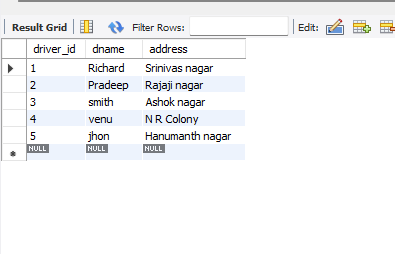 Result Grid Filter Rows: Edit:
driver_id dname address
1 Richard Srinivas nagar
2 Pradeep Rajaji nagar
3 smith Ashok nagar
4 venu N R Colony
5 jhon Hanumanth nagar
NULL NULL NULL